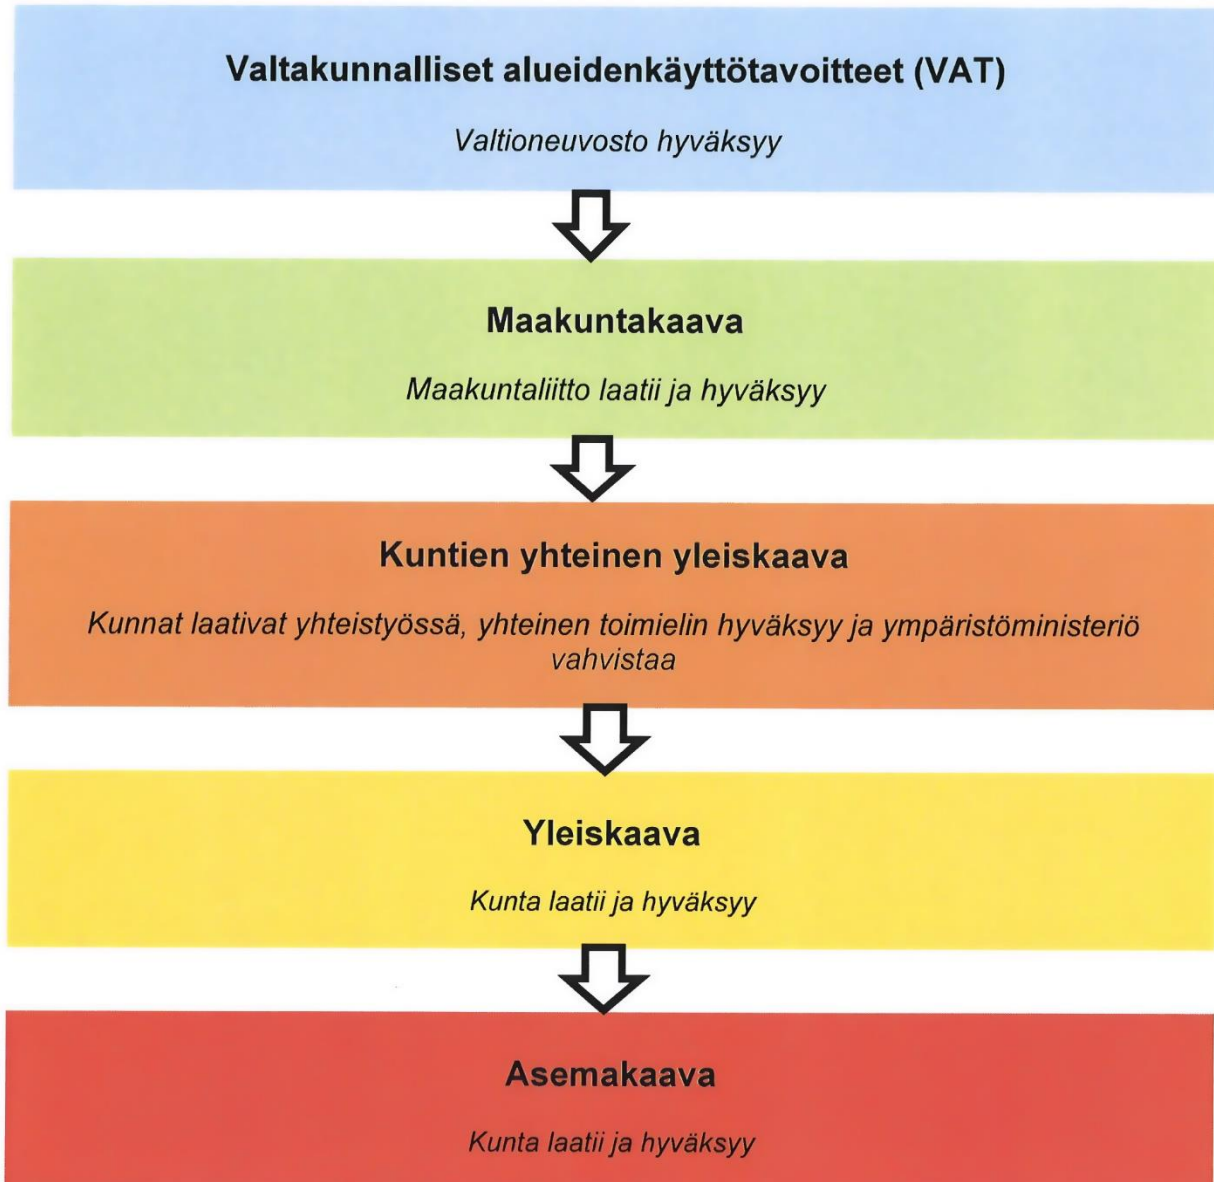 Valtakunnalliset alueidenkäyttötavoitteet (VAT)
Valtioneuvosto hyväksyy
Maakuntakaava
Maakuntaliitto laatii ja hyväksyy
Kuntien yhteinen yleiskaava
Kunnat laativat yhteistyössä, yhteinen toimielin hyväksyy ja ympäristöministeriö
vahvistaa
Yleiskaava
Kunta laatii ja hyväksyy
Asemakaava
Kunta laatii ja hyväksyy